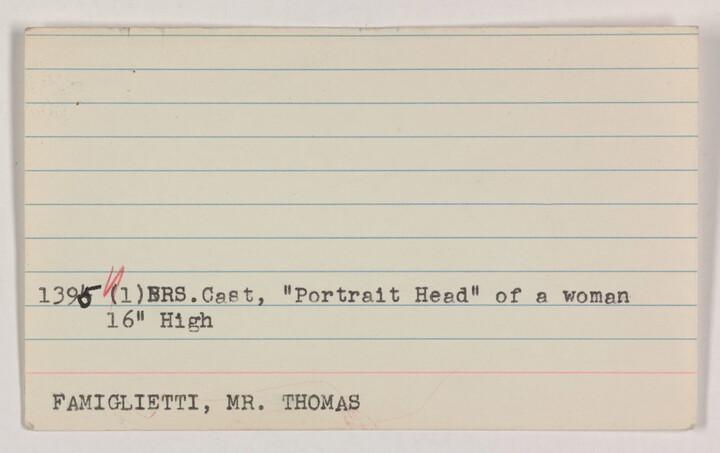 1395 (1)BRS.Cast, "Portrait Head" of a woman
16" High
FAMIGLIETTI, MR. THOMAS